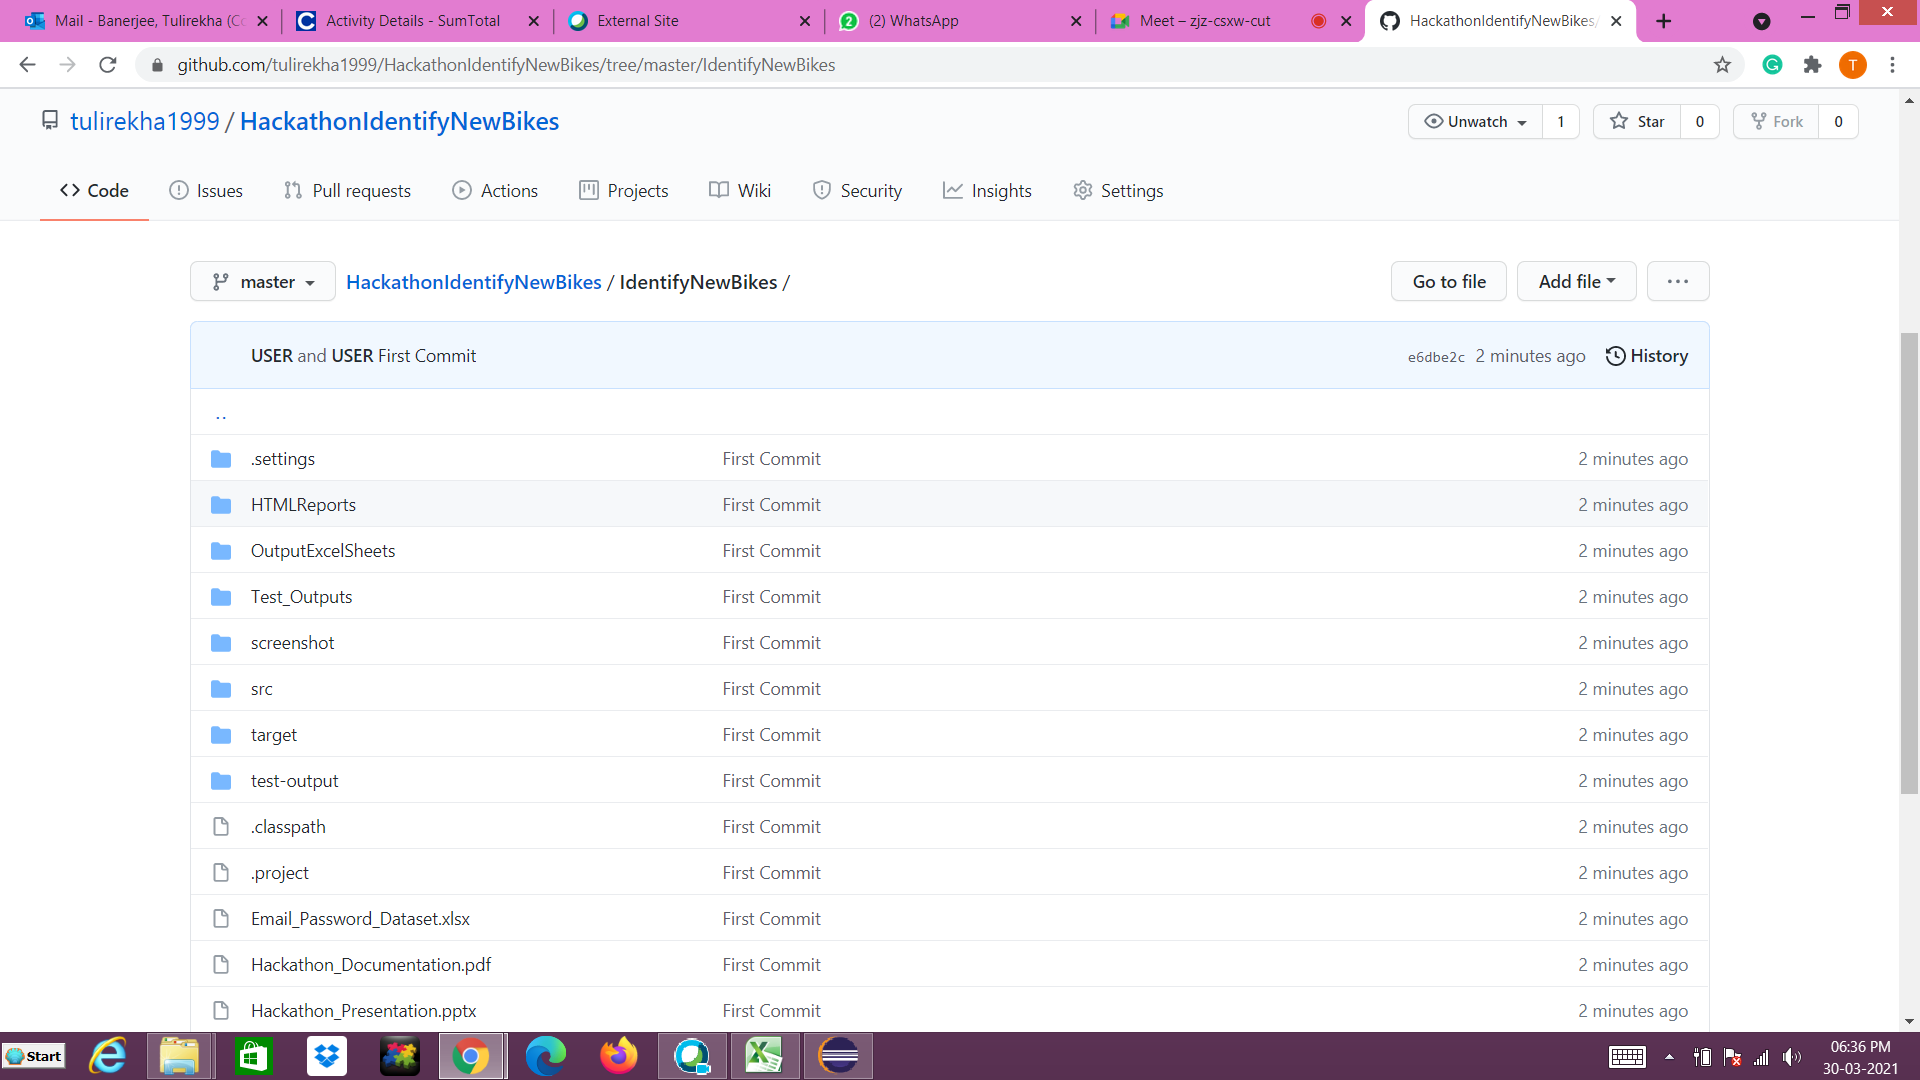 Mail - Banerjee, Tulirekha (Co
Activity Details - SumTotal
External Site
(2) WhatsApp
Meet – zjz-csxw-cut
HackathonIdentifyNewBikes/
github.com/tulirekha1999/HackathonIdentifyNewBikes/tree/master/IdentifyNewBikes
T
tulirekha1999 / HackathonIdentifyNewBikes
Unwatch 1
Star 0
Fork 0
Code
Issues
Pull requests
Actions
Projects
Wiki
Security
Insights
Settings
master
HackathonIdentifyNewBikes / IdentifyNewBikes /
Go to file
Add file
...
USER and USER First Commit
e6dbe2c 2 minutes ago
History
..
.settings First Commit 2 minutes ago
HTMLReports First Commit 2 minutes ago
OutputExcelSheets First Commit 2 minutes ago
Test_Outputs First Commit 2 minutes ago
screenshot First Commit 2 minutes ago
src First Commit 2 minutes ago
target First Commit 2 minutes ago
test-output First Commit 2 minutes ago
.classpath First Commit 2 minutes ago
.project First Commit 2 minutes ago
Email_Password_Dataset.xlsx First Commit 2 minutes ago
Hackathon_Documentation.pdf First Commit 2 minutes ago
Hackathon_Presentation.pptx First Commit 2 minutes ago
Start
06:36 PM
30-03-2021